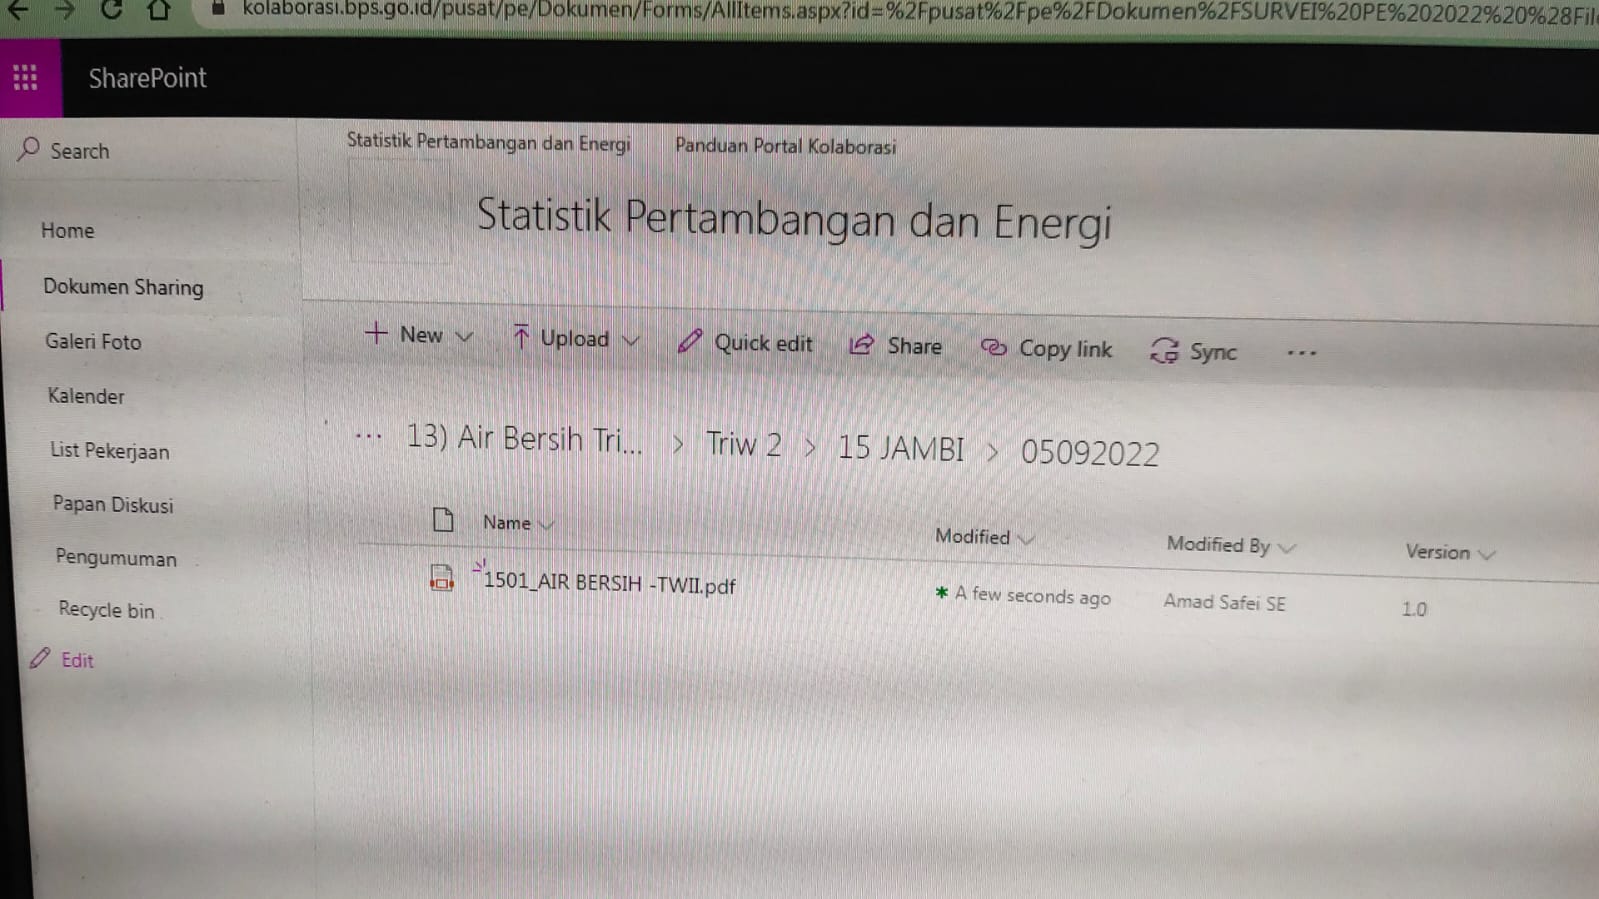 kolaborasi.bps.go.id/pusat/pe/Dokumen/Forms/AllItems.aspx?id=%2Fpusat%2Fpe%2FDokumen%2FSURVEI%20PE%202022%20%28File
SharePoint
Search
Home
Dokumen Sharing
Galeri Foto
Kalender
List Pekerjaan
Papan Diskusi
Pengumuman
Recycle bin
Edit
Statistik Pertambangan dan Energi Panduan Portal Kolaborasi
Statistik Pertambangan dan Energi
New Upload Quick edit Share Copy link Sync ...
... 13) Air Bersih Tri... > Triw 2 > 15 JAMBI > 05092022
Name Modified Modified By Version
1501_AIR BERSIH -TWII.pdf A few seconds ago Amad Safei SE 1.0